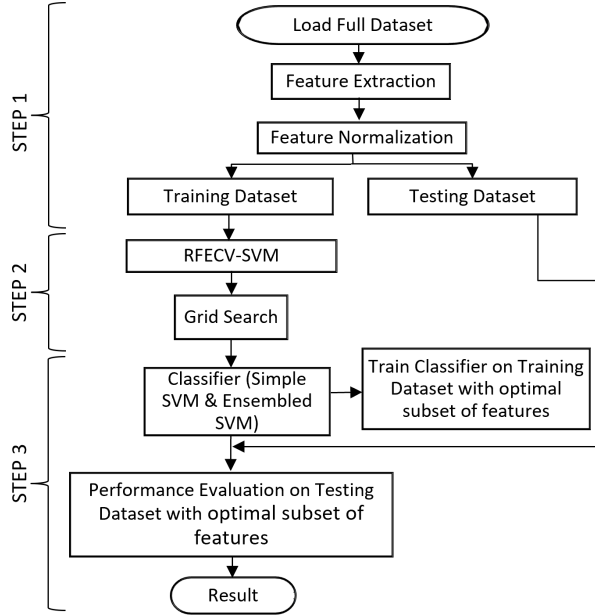 Load Full Dataset
Feature Extraction
Feature Normalization
Training Dataset
Testing Dataset
STEP 1
RFECV-SVM
Grid Search
STEP 2
Classifier (Simple
SVM & Ensembled
SVM)
Train Classifier on Training
Dataset with optimal
subset of features
Performance Evaluation on Testing
Dataset with optimal subset of
features
Result
STEP 3